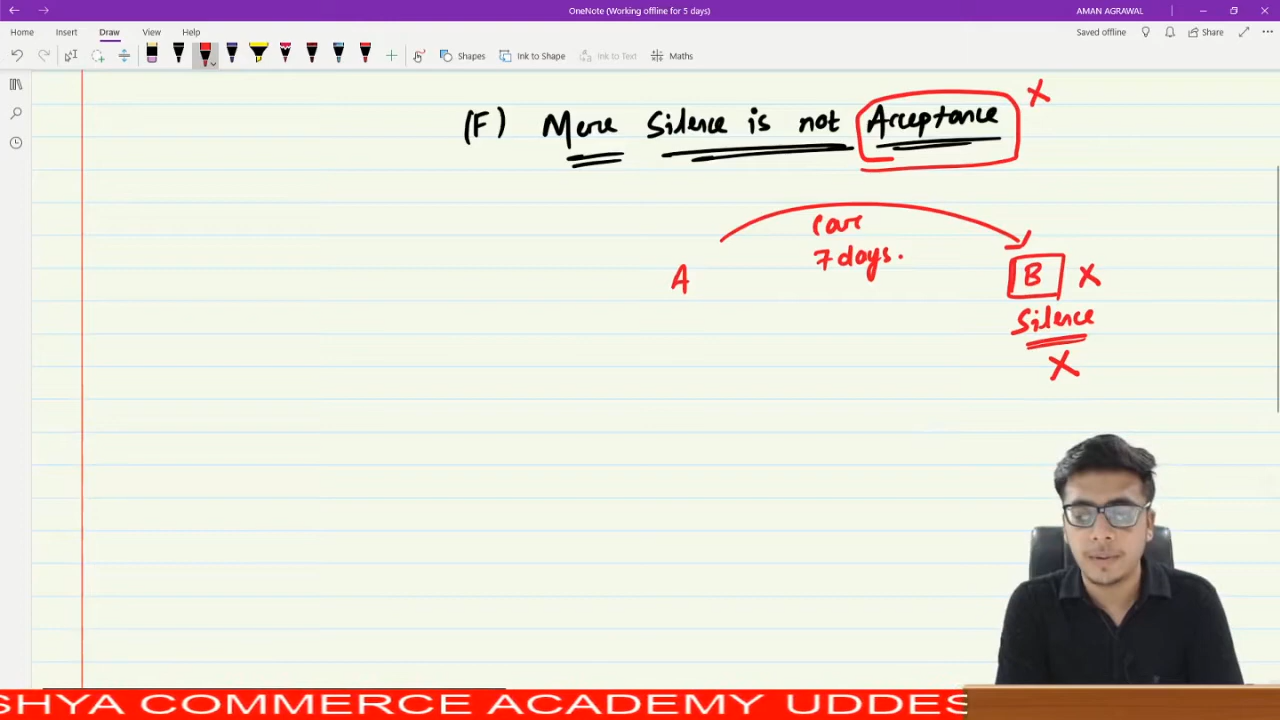 OneNote (Working offline for 5 days)
AMAN AGRAWAL
Home Insert Draw View Help
Saved offline
Share
Shapes
Ink to Shape
Ink to Text
Maths
(F) Mere Silence is not Acceptance X
7 days.
A
B X
Silence
X
SHYA COMMERCE ACADEMY UDDES